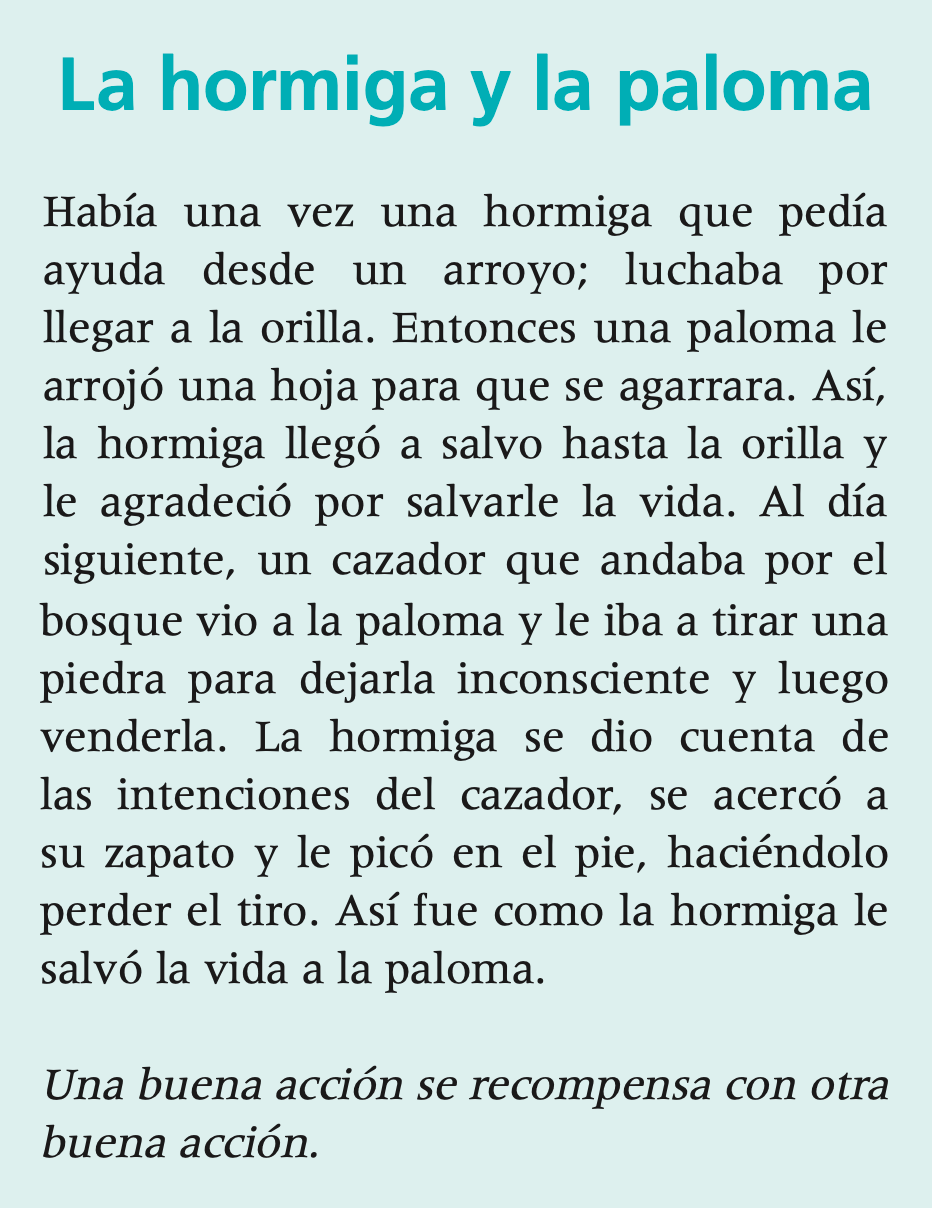 La hormiga y la paloma
Había una vez una hormiga que pedía
ayuda desde un arroyo; luchaba por
llegar a la orilla. Entonces una paloma le
arrojó una hoja para que se agarrara. Así,
la hormiga llegó a salvo hasta la orilla y
le agradeció por salvarle la vida. Al día
siguiente, un cazador que andaba por el
bosque vio a la paloma y le iba a tirar una
piedra para dejarla inconsciente y luego
venderla. La hormiga se dio cuenta de
las intenciones del cazador, se acercó a
su zapato y le picó en el pie, haciéndolo
perder el tiro. Así fue como la hormiga le
salvó la vida a la paloma.
Una buena acción se recompensa con otra
buena acción.